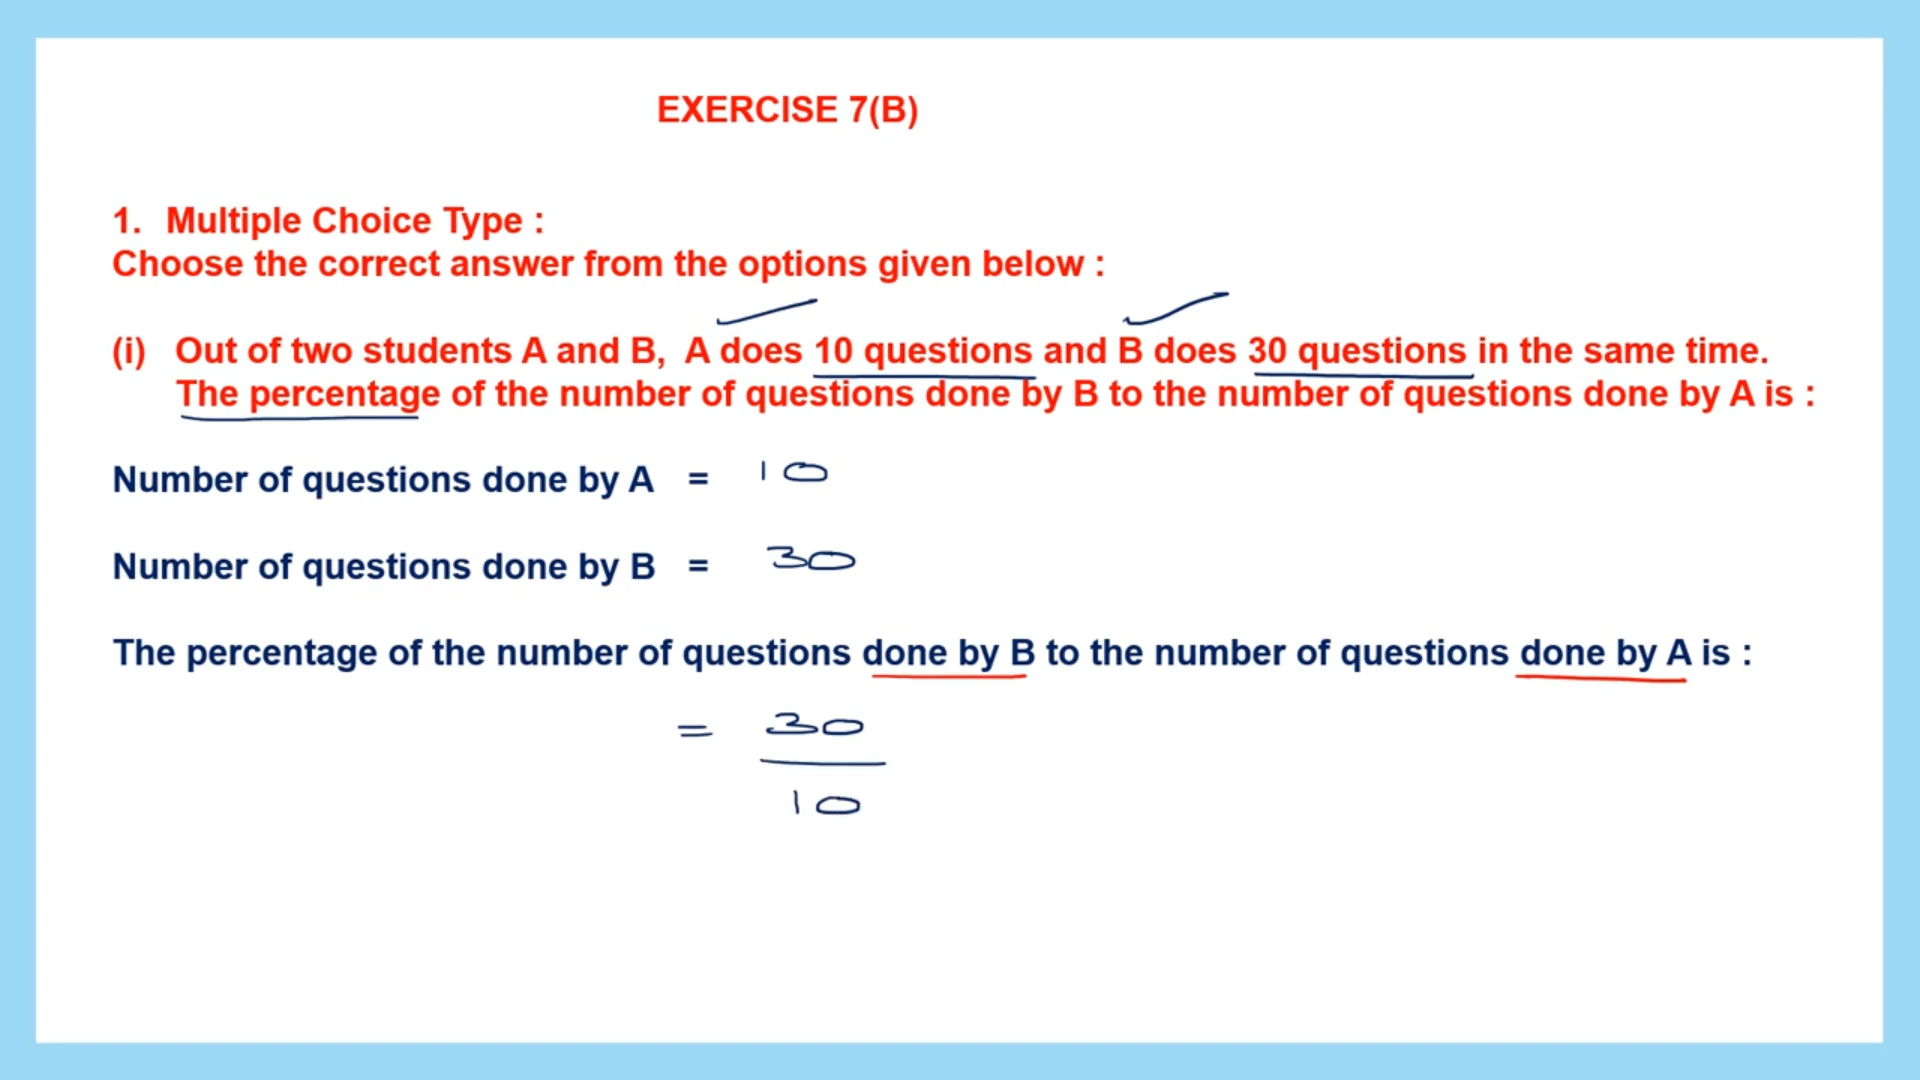 EXERCISE 7(B)
1. Multiple Choice Type :
Choose the correct answer from the options given below :
(i) Out of two students A and B, A does 10 questions and B does 30 questions in the same time.
The percentage of the number of questions done by B to the number of questions done by A is :
Number of questions done by A = 10
Number of questions done by B = 30
The percentage of the number of questions done by B to the number of questions done by A is :
= 30
10